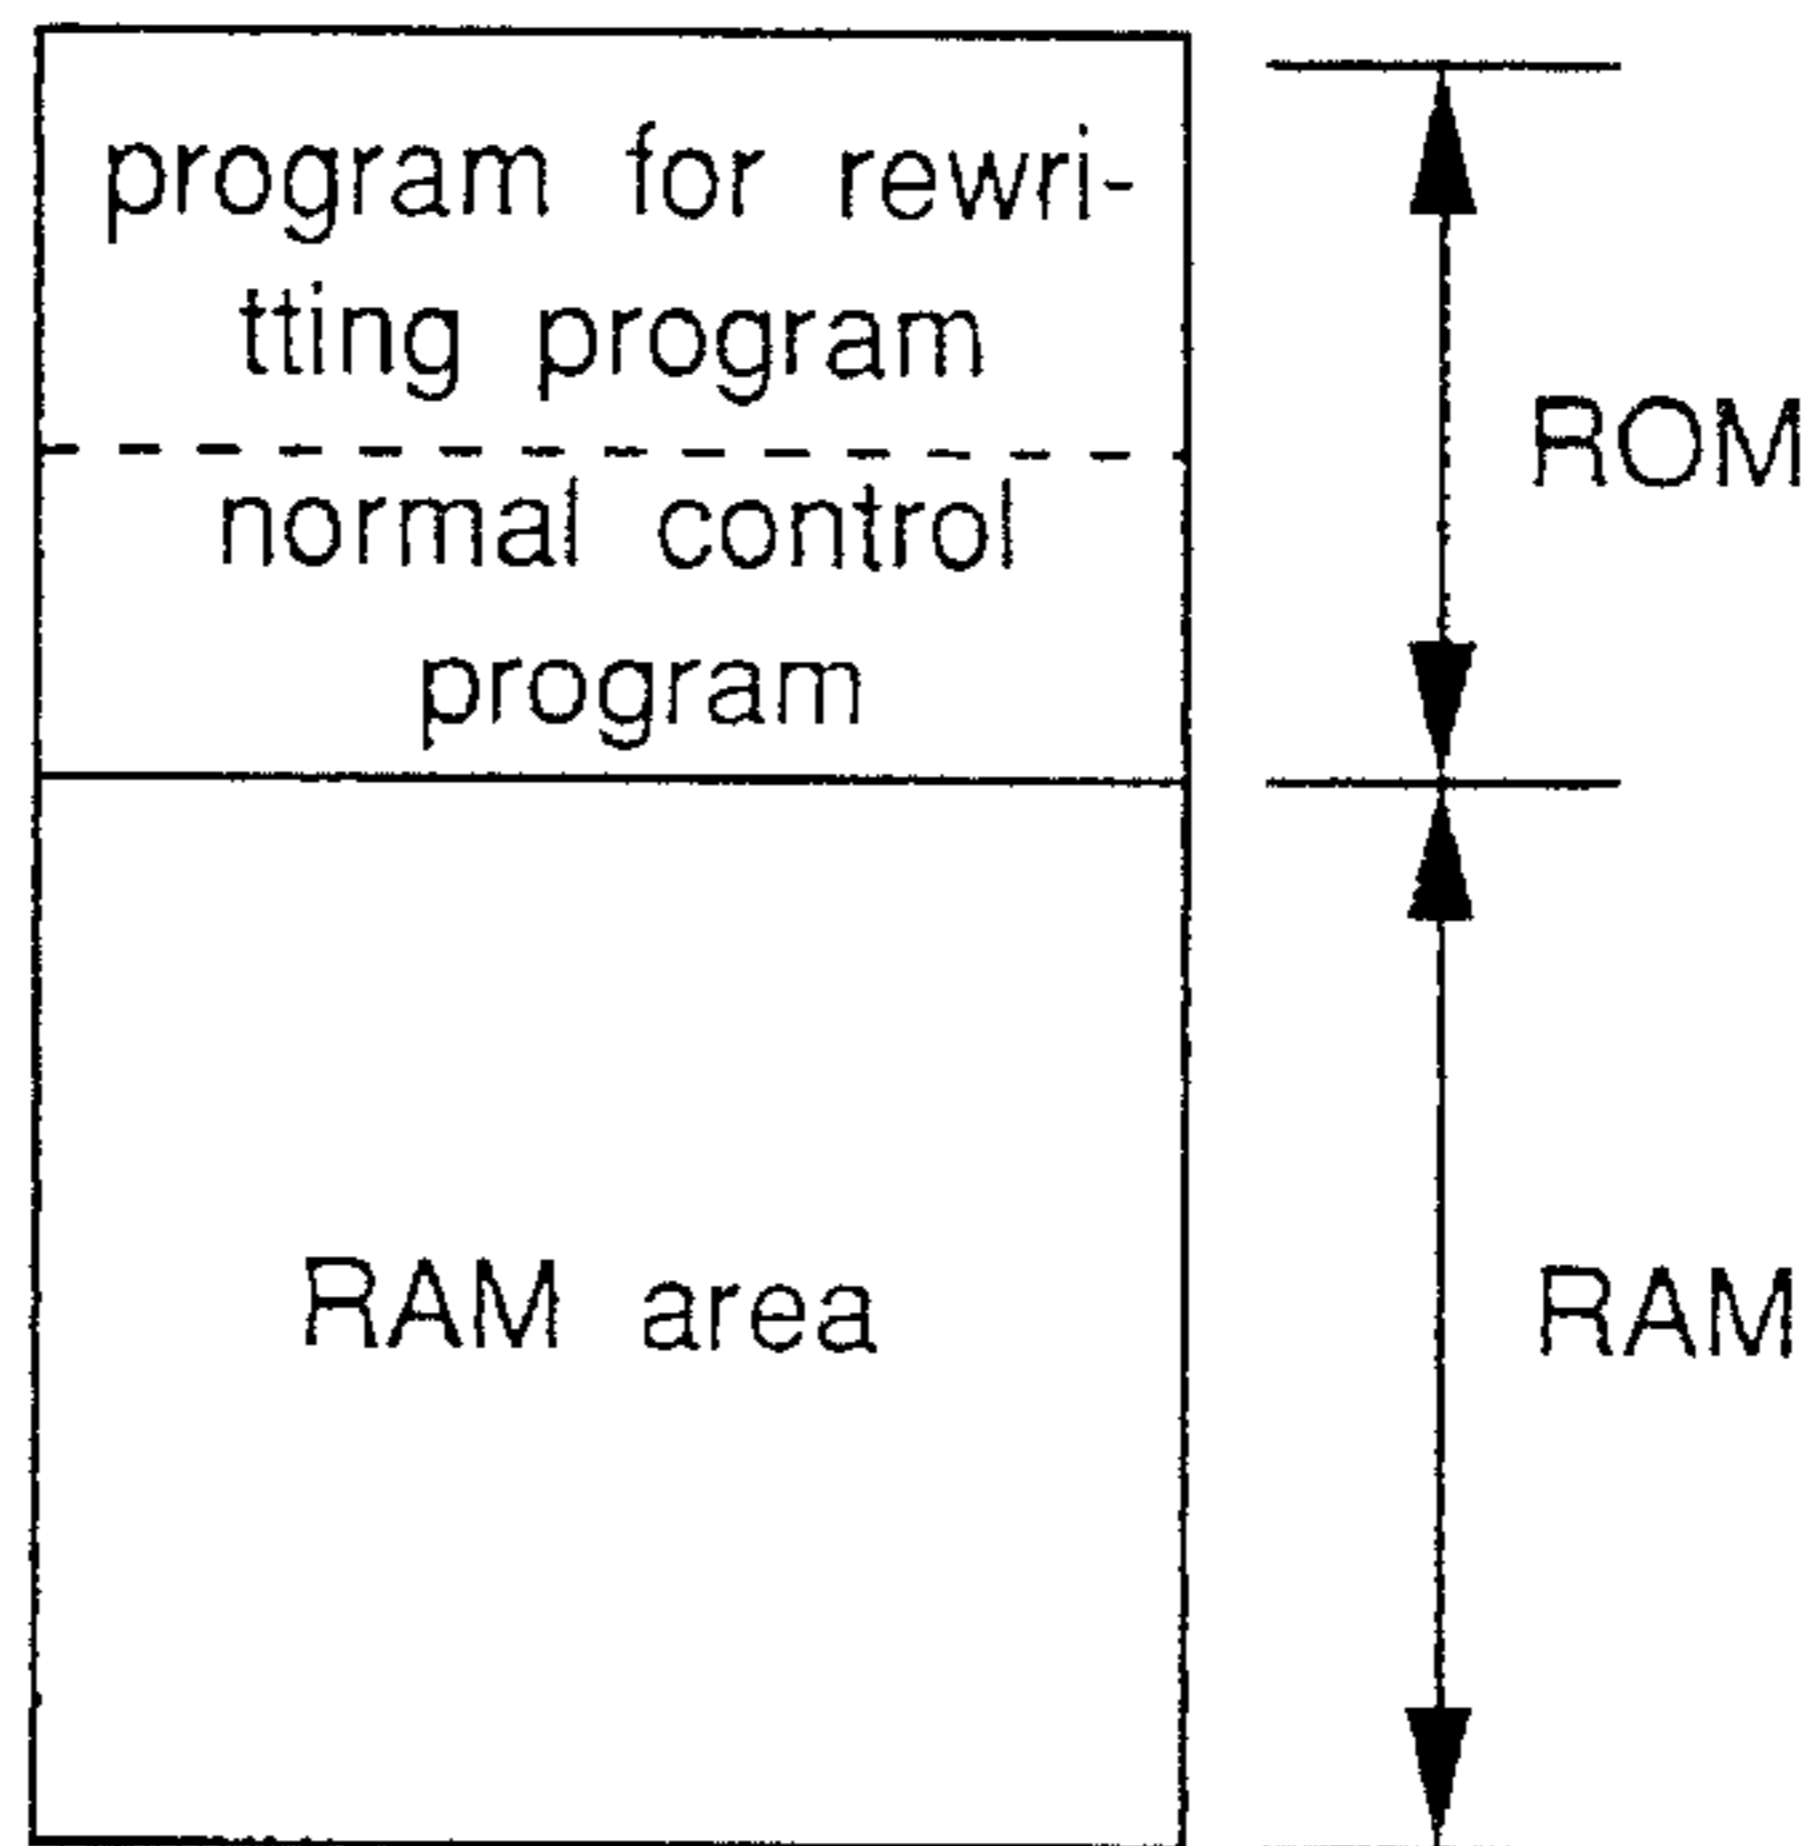 program for rewri-
tting program
normal control
program
ROM
RAM area
RAM